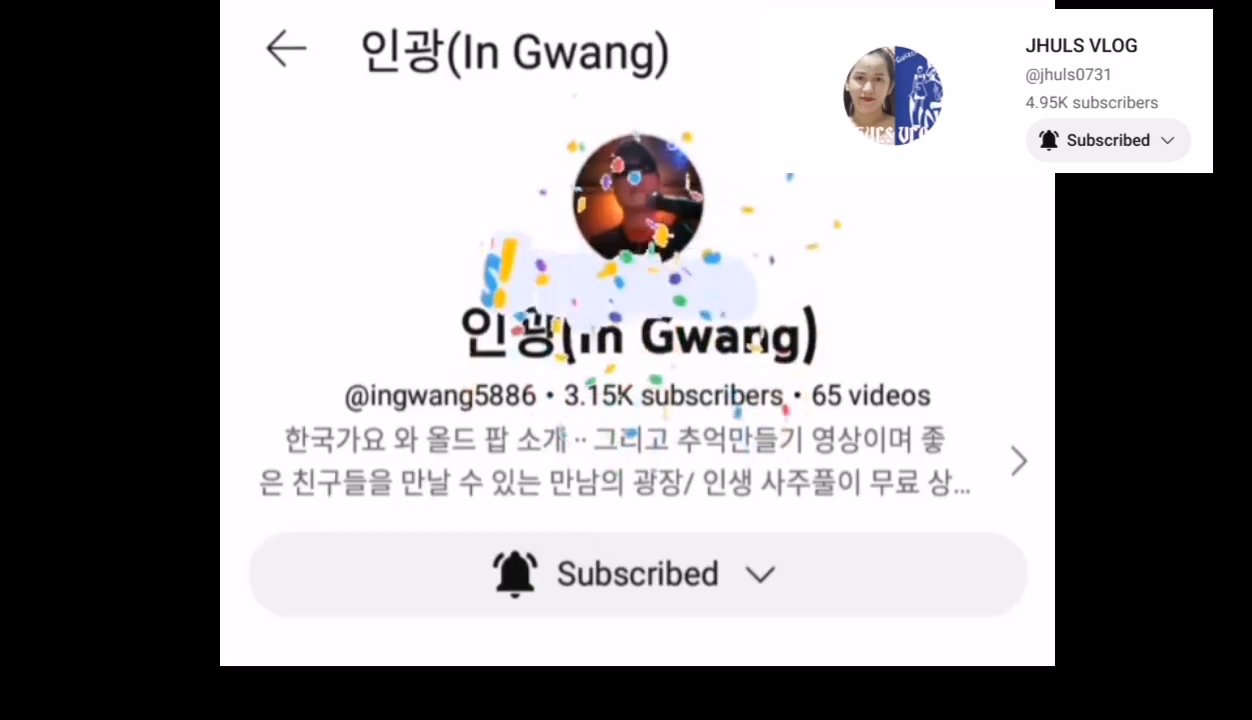 인광(In Gwang)
JHULS VLOG
@jhuls0731
4.95K subscribers
Subscribed
인광(In Gwang)
@ingwang5886 • 3.15K subscribers • 65 videos
한국가요 와 올드 팝 소개 ·· 그리고 추억만들기 영상이며 좋
은 친구들을 만날 수 있는 만남의 광장/ 인생 사주풀이 무료 상...
Subscribed